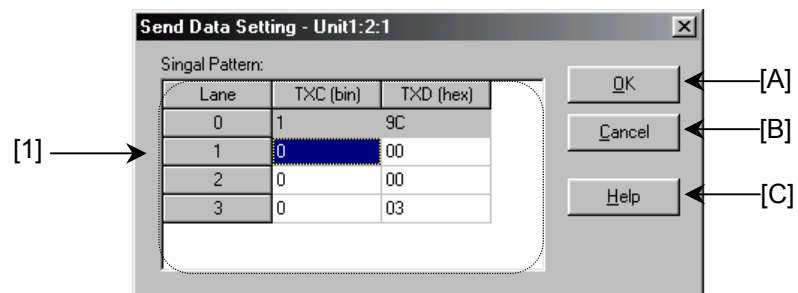 Send Data Setting - Unit1:2:1
Singal Pattern:
Lane TXC (bin) TXD (hex)
0 1 9C
1 0 00
2 0 00
3 0 03
OK
Cancel
Help
[1]
[A]
[B]
[C]